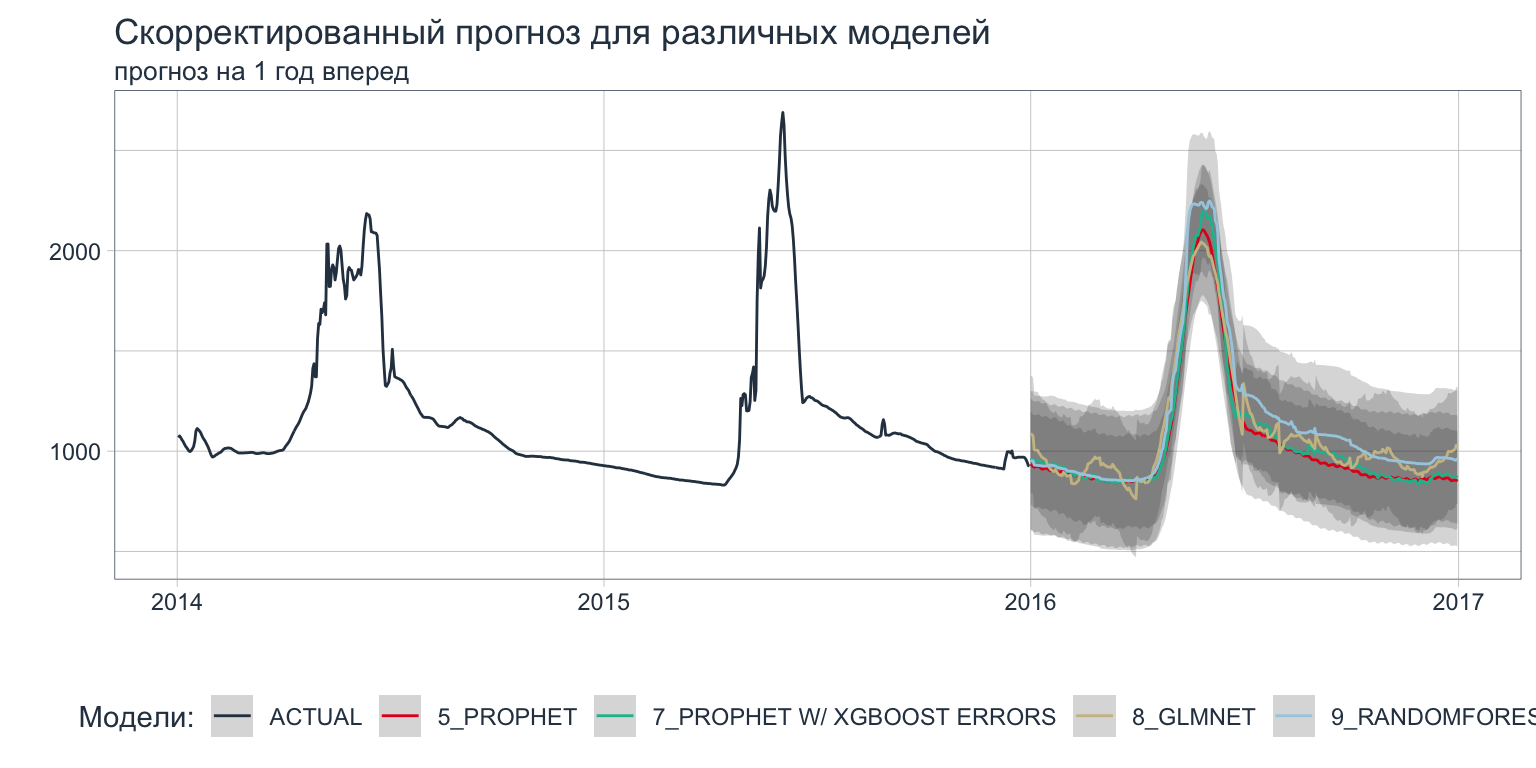 Скорректированный прогноз для различных моделей
прогноз на 1 год вперед
2000
1000
2014 2015 2016 2017
Модели: ACTUAL 5_PROPHET 7_PROPHET W/ XGBOOST ERRORS 8_GLMNET 9_RANDOMFORES